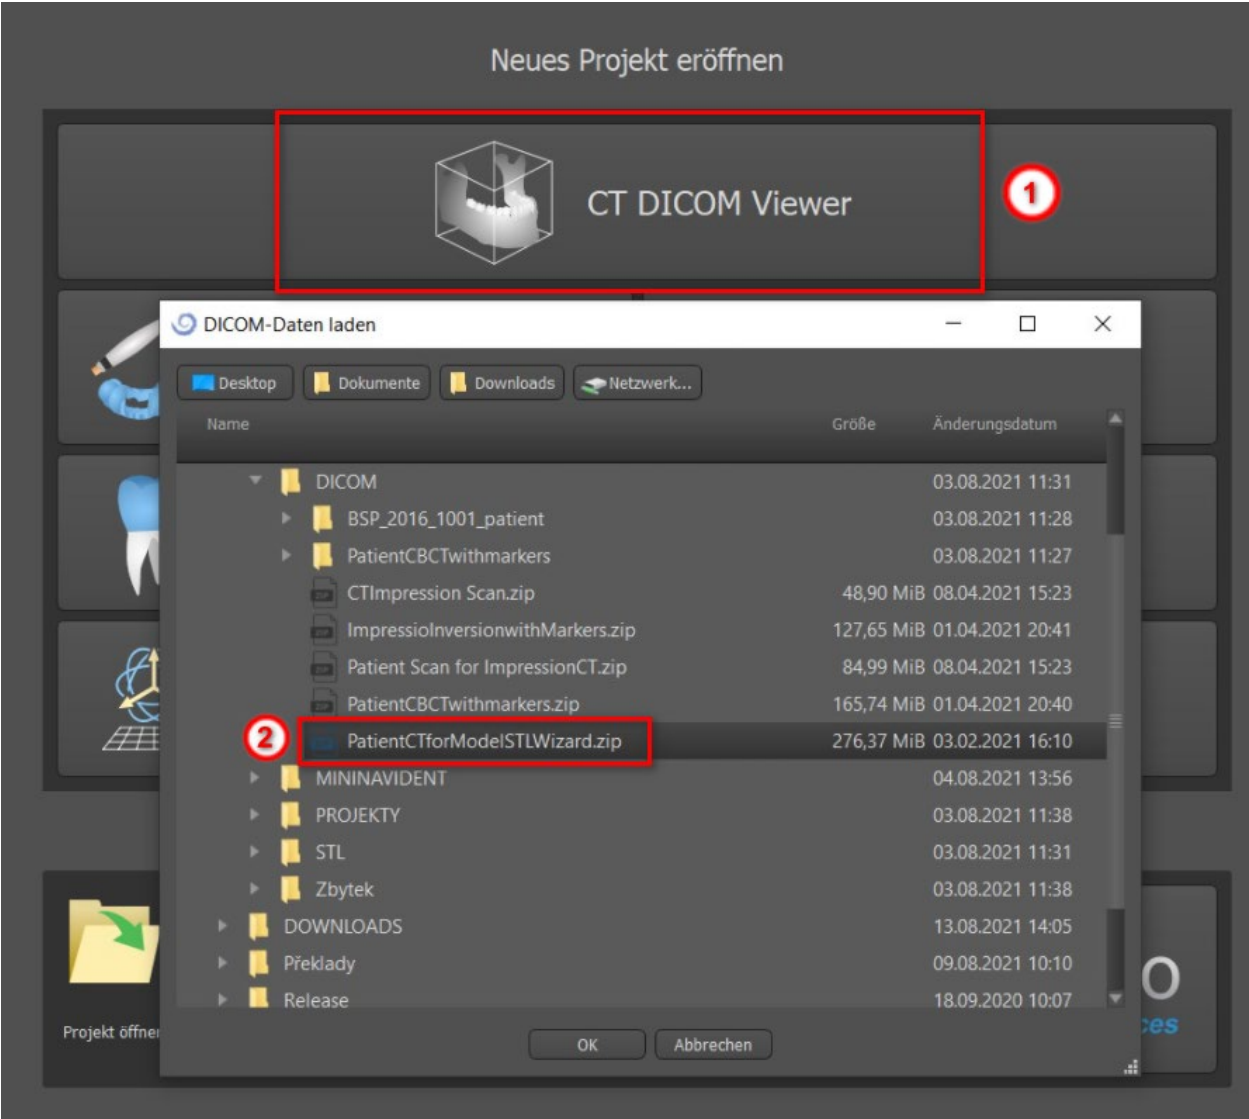 Neues Projekt eröffnen
CT DICOM Viewer
1
DICOM-Daten laden
Desktop Dokumente Downloads Netzwerk...
Name Größe Änderungsdatum
DICOM 03.08.2021 11:31
BSP_2016_1001_patient 03.08.2021 11:28
PatientCBCTwithmarkers 03.08.2021 11:27
CTImpression Scan.zip 48,90 MiB 08.04.2021 15:23
ImpressioInversionwithMarkers.zip 127,65 MiB 01.04.2021 20:41
Patient Scan for ImpressionCT.zip 84,99 MiB 08.04.2021 15:23
PatientCBCTwithmarkers.zip 165,74 MiB 01.04.2021 20:40
2 PatientCTforModelSTLWizard.zip 276,37 MiB 03.02.2021 16:10
MININAVIDENT 04.08.2021 13:56
PROJEKTY 03.08.2021 11:38
STL 03.08.2021 11:31
Zbytek 03.08.2021 11:38
DOWNLOADS 13.08.2021 14:05
Překlady 09.08.2021 10:10
Release 18.09.2020 10:07
Projekt öffnen
OK Abbrechen